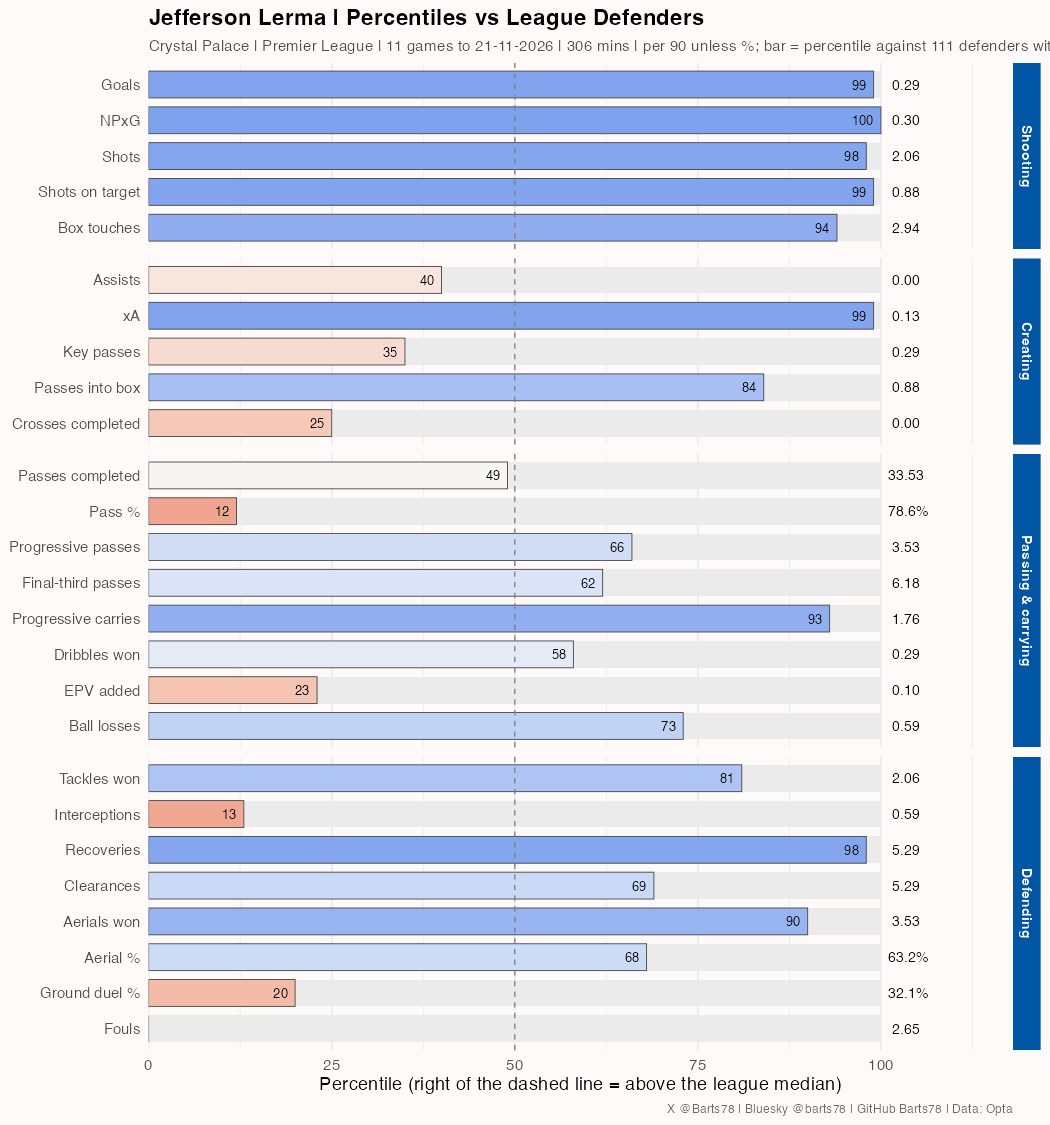 Jefferson Lerma | Percentiles vs League Defenders
Crystal Palace | Premier League | 11 games to 21-11-2026 | 306 mins | per 90 unless %; bar = percentile against 111 defenders wit
Goals 99 0.29
NPxG 100 0.30
Shots 98 2.06
Shots on target 99 0.88
Box touches 94 2.94
Shooting
Assists 40 0.00
xA 99 0.13
Key passes 35 0.29
Passes into box 84 0.88
Crosses completed 25 0.00
Creating
Passes completed 49 33.53
Pass % 12 78.6%
Progressive passes 66 3.53
Final-third passes 62 6.18
Progressive carries 93 1.76
Dribbles won 58 0.29
EPV added 23 0.10
Ball losses 73 0.59
Passing & carrying
Tackles won 81 2.06
Interceptions 13 0.59
Recoveries 98 5.29
Clearances 69 5.29
Aerials won 90 3.53
Aerial % 68 63.2%
Ground duel % 20 32.1%
Fouls 2.65
Defending
0 25 50 75 100
Percentile (right of the dashed line = above the league median)
X @Barts78 | Bluesky @barts78 | GitHub Barts78 | Data: Opta